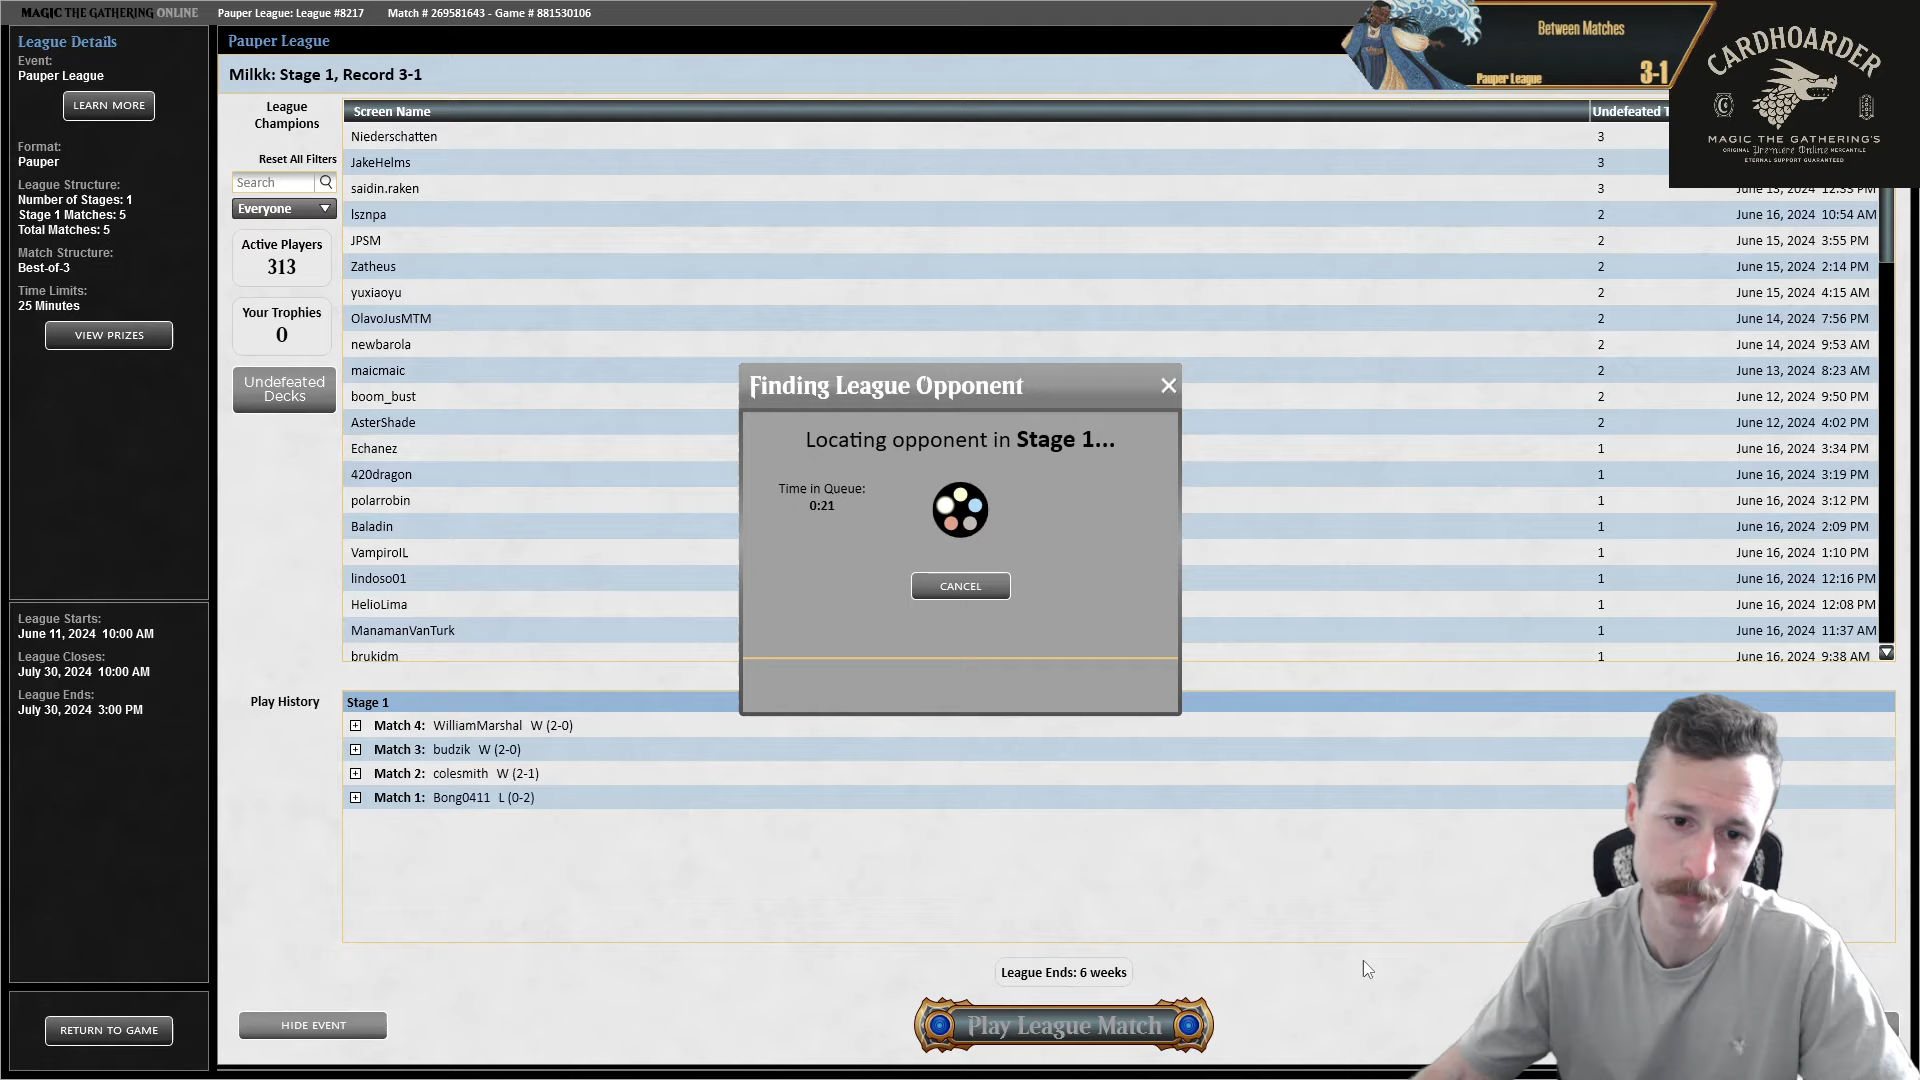 MAGIC THE GATHERING ONLINE
Pauper League: League #8217 Match # 269581643 - Game # 881530106
League Details
Event:
Pauper League
LEARN MORE
Format:
Pauper
League Structure:
Number of Stages: 1
Stage 1 Matches: 5
Total Matches: 5
Match Structure:
Best-of-3
Time Limits:
25 Minutes
VIEW PRIZES
League Starts:
June 11, 2024 10:00 AM
League Closes:
July 30, 2024 10:00 AM
League Ends:
July 30, 2024 3:00 PM
RETURN TO GAME
Pauper League
Milkk: Stage 1, Record 3-1
Between Matches
Pauper League 3-1
CARDHOARDER
MAGIC THE GATHERING'S
ORIGINAL Premiere Online MERCANTILE
ETERNAL SUPPORT GUARANTEED
League
Champions
Reset All Filters
Search
Everyone
Active Players
313
Your Trophies
0
Undefeated
Decks
Screen Name Undefeated T
Niederschatten 3
JakeHelms 3
saidin.raken 3 June 13, 2024 12:33 PM
lsznpa 2 June 16, 2024 10:54 AM
JPSM 2 June 15, 2024 3:55 PM
Zatheus 2 June 15, 2024 2:14 PM
yuxiaoyu 2 June 15, 2024 4:15 AM
OlavoJusMTM 2 June 14, 2024 7:56 PM
newbarola 2 June 14, 2024 9:53 AM
maicmaic 2 June 13, 2024 8:23 AM
boom_bust 2 June 12, 2024 9:50 PM
AsterShade 2 June 12, 2024 4:02 PM
Echanez 1 June 16, 2024 3:34 PM
420dragon 1 June 16, 2024 3:19 PM
polarrobin 1 June 16, 2024 3:12 PM
Baladin 1 June 16, 2024 2:09 PM
VampiroIL 1 June 16, 2024 1:10 PM
lindoso01 1 June 16, 2024 12:16 PM
HelioLima 1 June 16, 2024 12:08 PM
ManamanVanTurk 1 June 16, 2024 11:37 AM
brukidm 1 June 16, 2024 9:38 AM
Finding League Opponent
Locating opponent in Stage 1...
Time in Queue:
0:21
CANCEL
Play History
Stage 1
Match 4: WilliamMarshal W (2-0)
Match 3: budzik W (2-0)
Match 2: colesmith W (2-1)
Match 1: Bong0411 L (0-2)
League Ends: 6 weeks
HIDE EVENT
Play League Match